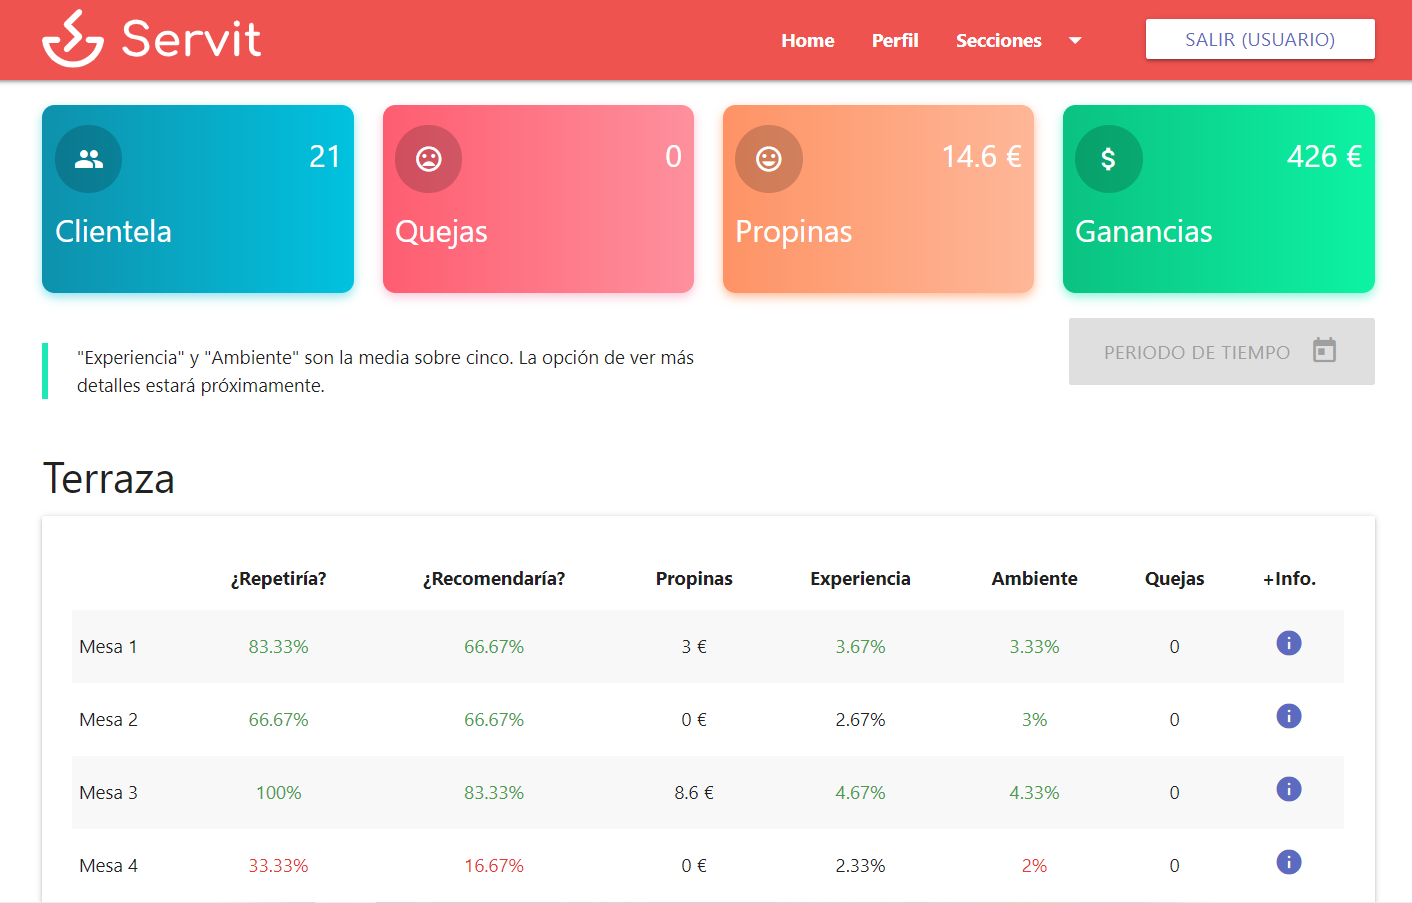 Servit
Home Perfil Secciones SALIR (USUARIO)
21 0 14.6 € $ 426 €
Clientela Quejas Propinas Ganancias
"Experiencia" y "Ambiente" son la media sobre cinco. La opción de ver más
detalles estará próximamente.
PERIODO DE TIEMPO
Terraza
¿Repetiría? ¿Recomendaría? Propinas Experiencia Ambiente Quejas +Info.
Mesa 1 83.33% 66.67% 3 € 3.67% 3.33% 0 i
Mesa 2 66.67% 66.67% 0 € 2.67% 3% 0 i
Mesa 3 100% 83.33% 8.6 € 4.67% 4.33% 0 i
Mesa 4 33.33% 16.67% 0 € 2.33% 2% 0 i